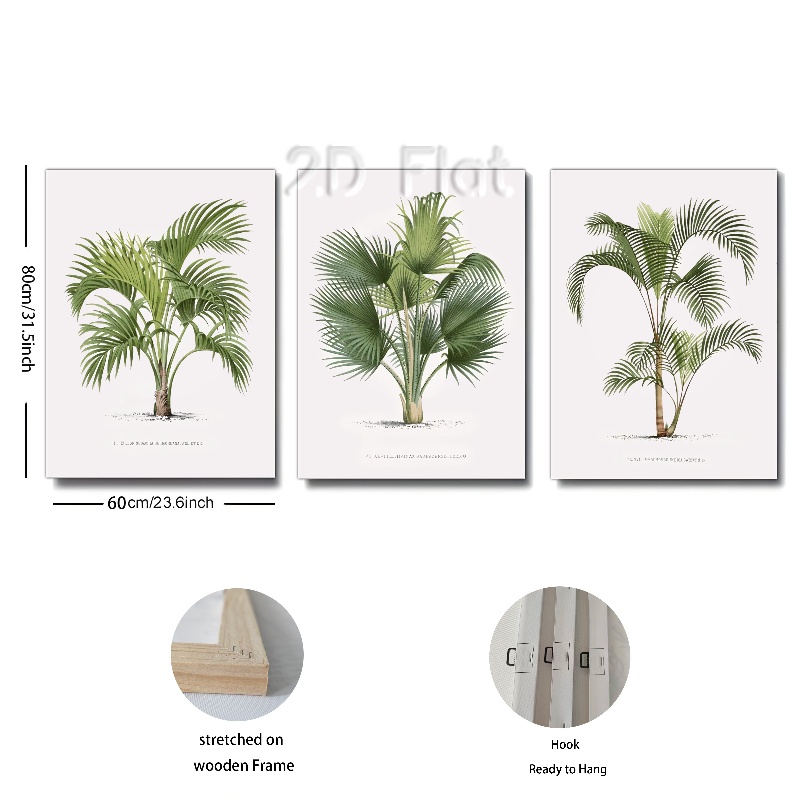 2D Flat
80cm/31.5inch
60cm/23.6inch
stretched on
wooden Frame
Hook
Ready to Hang